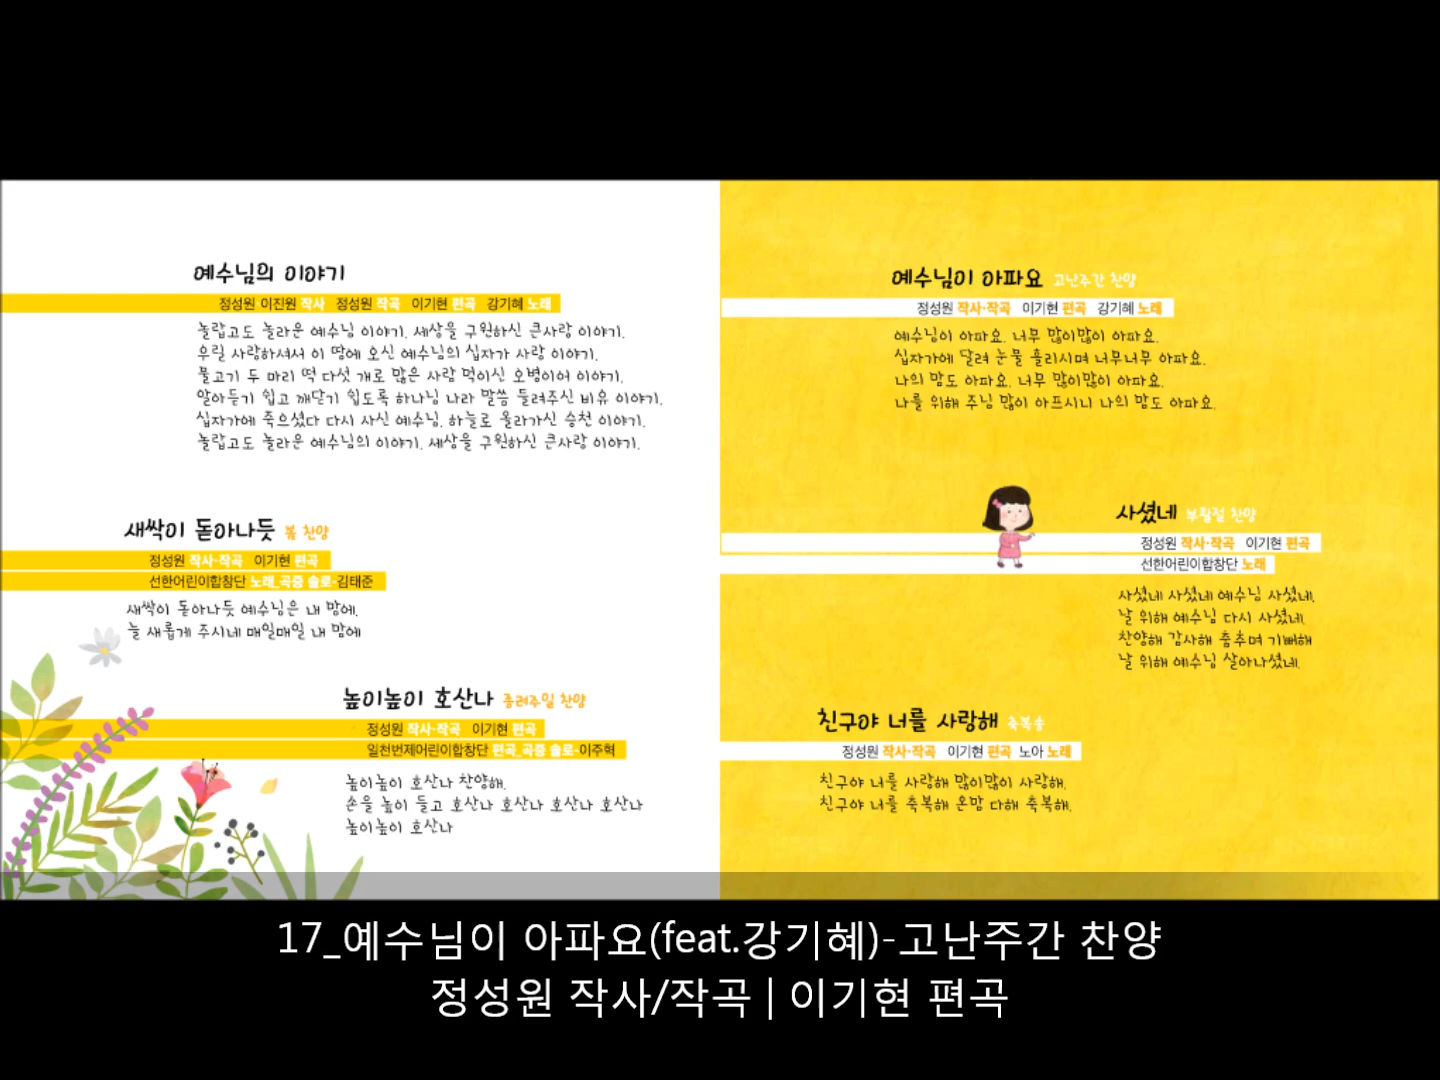 예수님의 이야기
정성원 이진원 작사 정성원 작곡 이기현 편곡 강기혜 노래
놀랍고도 놀라운 예수님 이야기. 세상을 구원하신 큰사랑 이야기.
우릴 사랑하셔서 이 땅에 오신 예수님의 십자가 사랑 이야기.
물고기 두 마리 떡 다섯 개로 많은 사람 먹이신 오병이어 이야기.
알아듣기 쉽고 깨닫기 쉽도록 하나님 나라 말씀 들려주신 비유 이야기.
십자가에 죽으셨다 다시 사신 예수님. 하늘로 올라가신 승천 이야기.
놀랍고도 놀라운 예수님의 이야기. 세상을 구원하신 큰사랑 이야기.
새싹이 돋아나듯 봄 찬양
정성원 작사·작곡 이기현 편곡
선한어린이합창단 노래_곡중 솔로-김태준
새싹이 돋아나듯 예수님은 내 맘에.
늘 새롭게 주시네 매일매일 내 맘에
높이높이 호산나 종려주일 찬양
정성원 작사·작곡 이기현 편곡
일천번제어린이합창단 편곡_곡중 솔로-이주혁
높이높이 호산나 찬양해.
손을 높이 들고 호산나 호산나 호산나 호산나
높이높이 호산나
예수님이 아파요 고난주간 찬양
정성원 작사·작곡 이기현 편곡 강기혜 노래
예수님이 아파요. 너무 많이많이 아파요.
십자가에 달려 눈물 흘리시며 너무너무 아파요.
나의 맘도 아파요. 너무 많이많이 아파요.
나를 위해 주님 많이 아프시니 나의 맘도 아파요.
사셨네 부활절 찬양
정성원 작사·작곡 이기현 편곡
선한어린이합창단 노래
사셨네 사셨네 예수님 사셨네.
날 위해 예수님 다시 사셨네.
찬양해 감사해 춤추며 기뻐해
날 위해 예수님 살아나셨네.
친구야 너를 사랑해 축복송
정성원 작사·작곡 이기현 편곡 노아 노래
친구야 너를 사랑해 많이많이 사랑해.
친구야 너를 축복해 온맘 다해 축복해.
17_예수님이 아파요(feat.강기혜)-고난주간 찬양
정성원 작사/작곡 | 이기현 편곡